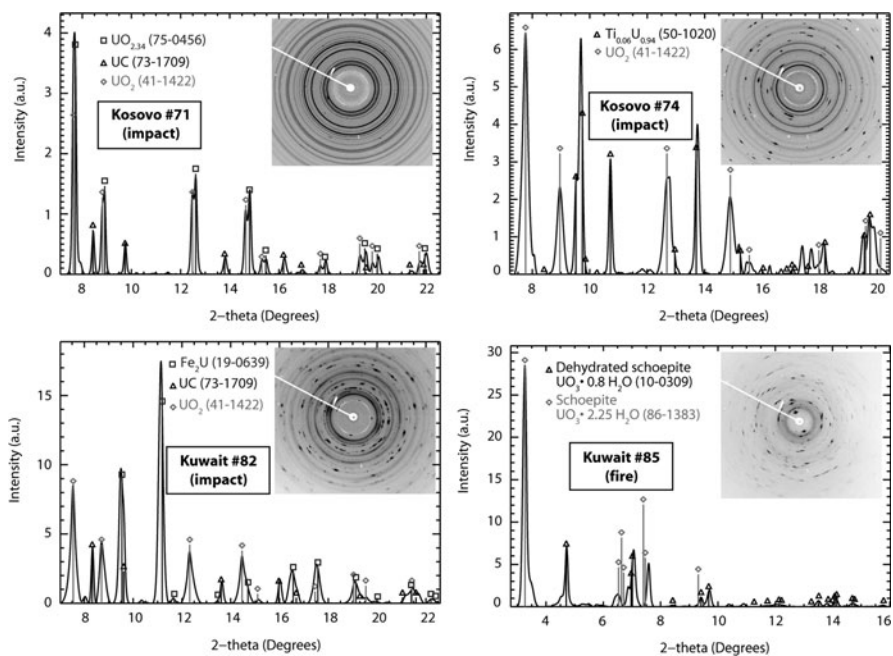 4
3
2
1
0
Intensity (a.u.)
□ UO2.34 (75-0456)
△ UC (73-1709)
◇ UO2 (41-1422)
Kosovo #71
(impact)
8 10 12 14 16 18 20 22
2−theta (Degrees)
7
6
5
4
3
2
1
0
Intensity (a.u.)
△ Ti0.06U0.94 (50-1020)
◇ UO2 (41-1422)
Kosovo #74
(impact)
8 10 12 14 16 18 20
2−theta (Degrees)
15
10
5
0
Intensity (a.u.)
□ Fe2U (19-0639)
△ UC (73-1709)
◇ UO2 (41-1422)
Kuwait #82
(impact)
8 10 12 14 16 18 20 22
2−theta (Degrees)
30
25
20
15
10
5
0
Intensity (a.u.)
△ Dehydrated schoepite
UO3• 0.8 H2O (10-0309)
◇ Schoepite
UO3• 2.25 H2O (86-1383)
Kuwait #85
(fire)
4 6 8 10 12 14 16
2−theta (Degrees)